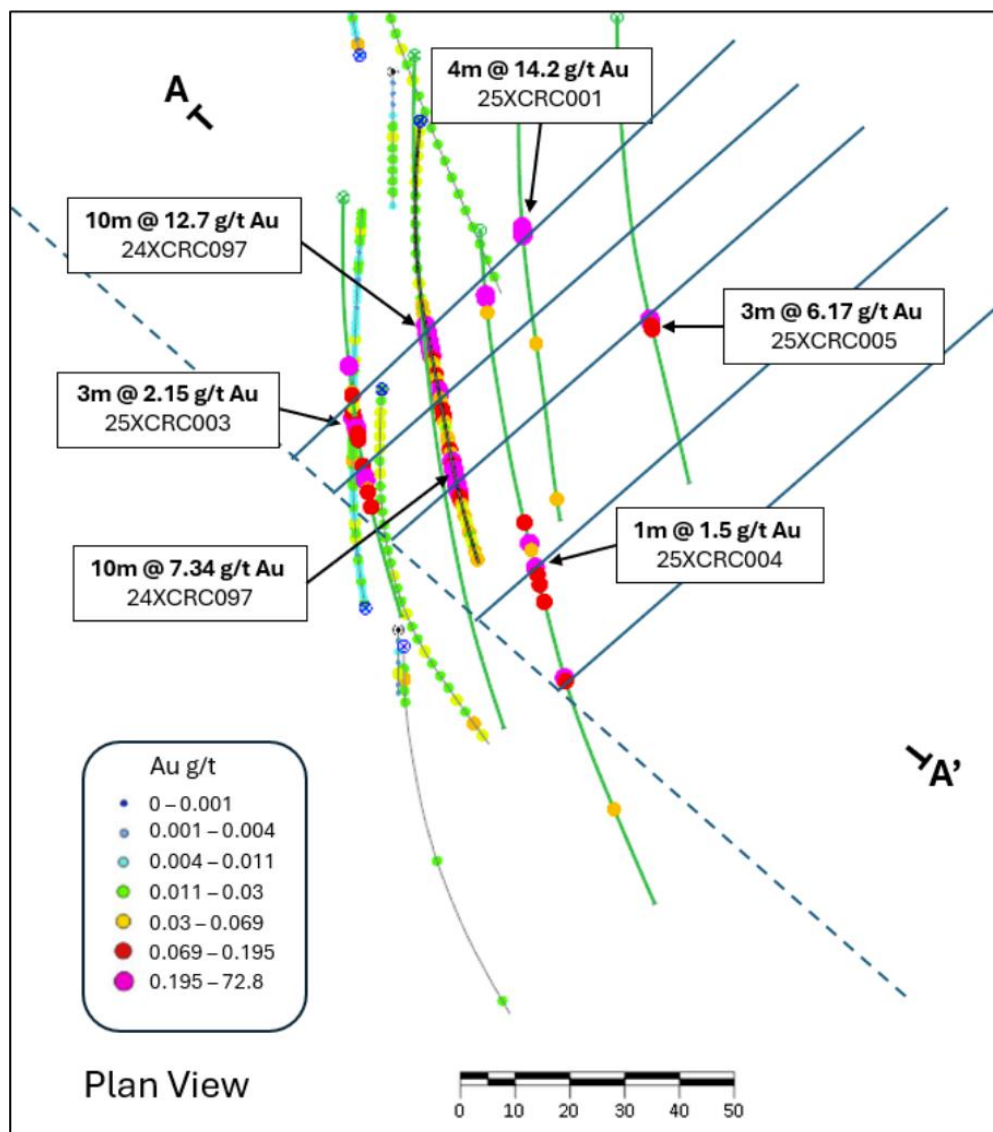 A
4m @ 14.2 g/t Au
25XCRC001
10m @ 12.7 g/t Au
24XCRC097
3m @ 6.17 g/t Au
25XCRC005
3m @ 2.15 g/t Au
25XCRC003
1m @ 1.5 g/t Au
25XCRC004
10m @ 7.34 g/t Au
24XCRC097
A’
Au g/t
0 – 0.001
0.001 – 0.004
0.004 – 0.011
0.011 – 0.03
0.03 – 0.069
0.069 – 0.195
0.195 – 72.8
Plan View
0 10 20 30 40 50